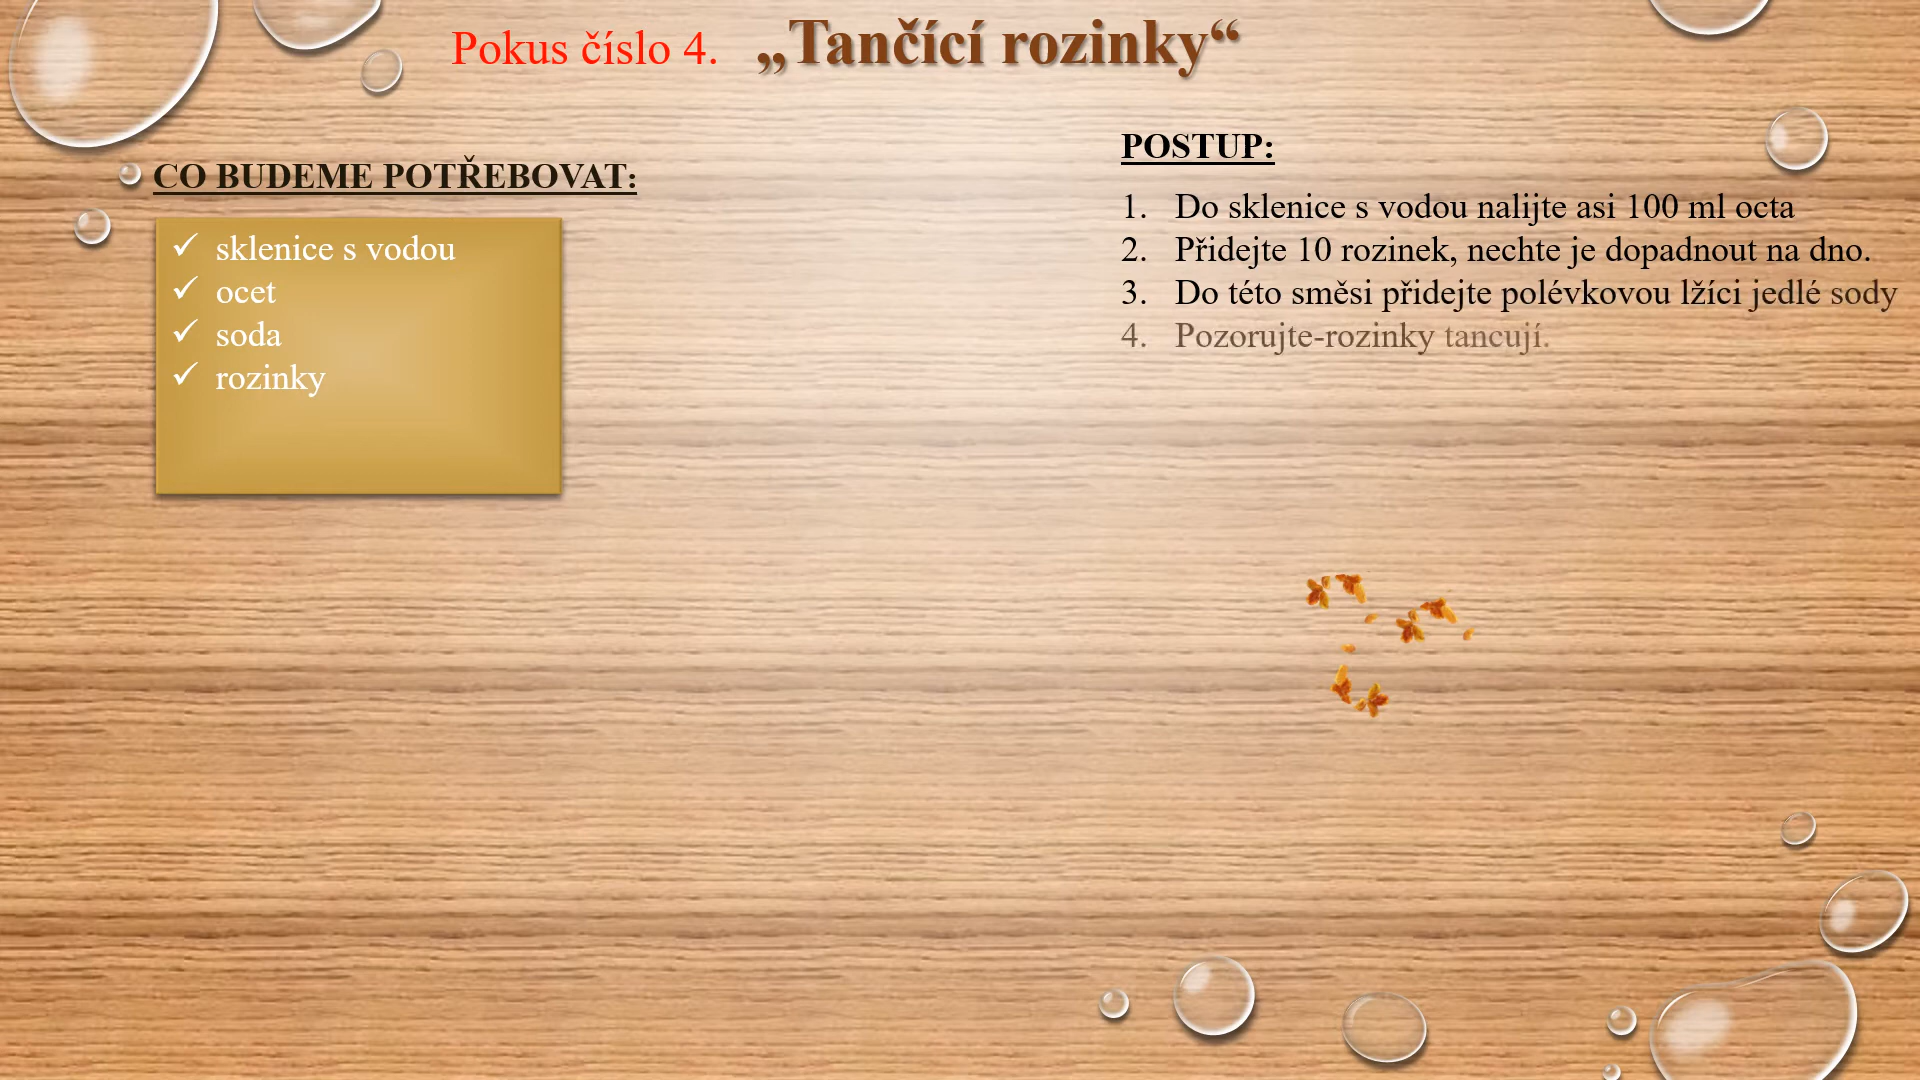 Pokus číslo 4. „Tančící rozinky“
CO BUDEME POTŘEBOVAT:
✓ sklenice s vodou
✓ ocet
✓ soda
✓ rozinky
POSTUP:
1. Do sklenice s vodou nalijte asi 100 ml octa
2. Přidejte 10 rozinek, nechte je dopadnout na dno.
3. Do této směsi přidejte polévkovou lžíci jedlé sody
4. Pozorujte-rozinky tancují.